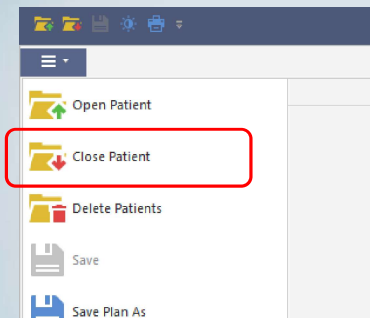 Open Patient
Close Patient
Delete Patients
Save
Save Plan As